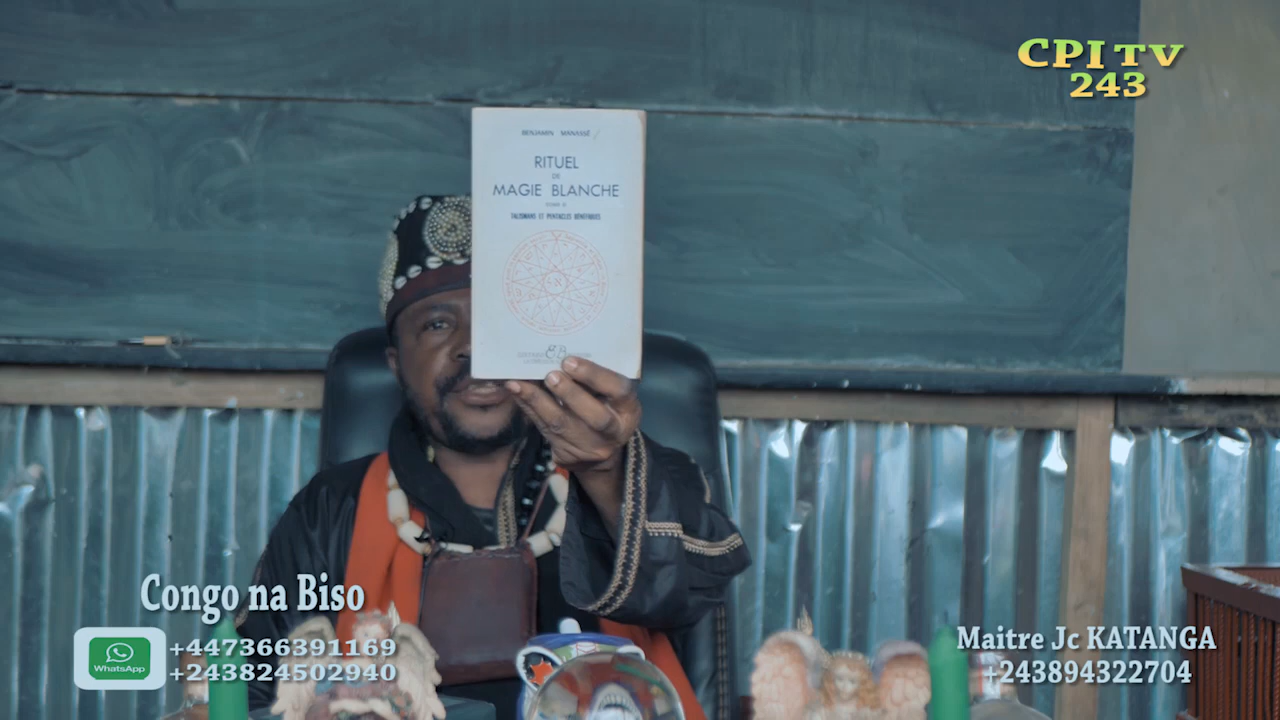 CPI TV
243
BENJAMIN MANASSÉ
RITUEL
DE
MAGIE BLANCHE
TALISMANS ET PENTACLES BÉNÉFIQUES
Congo na Biso
WhatsApp
+447366391169
+243824502940
Maitre Jc KATANGA
+243894322704